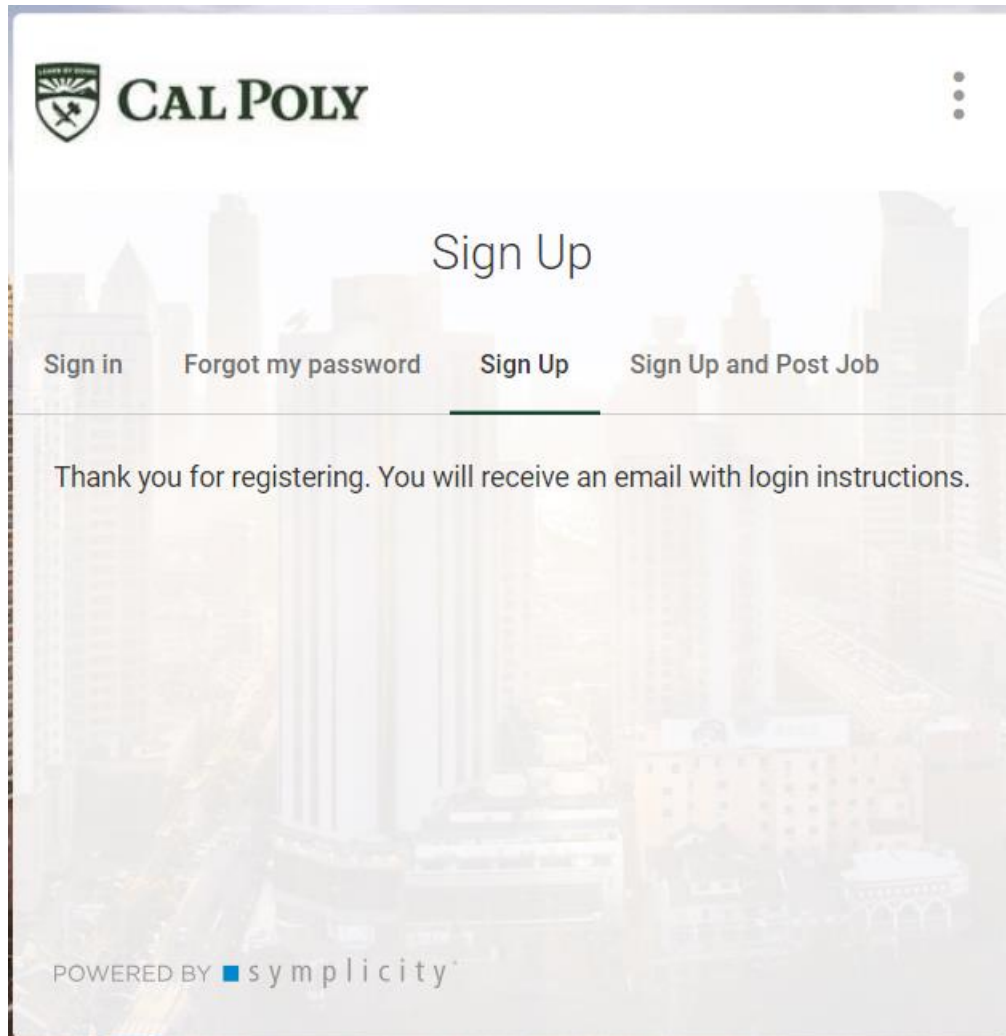 CAL POLY
Sign Up
Sign in Forgot my password Sign Up Sign Up and Post Job
Thank you for registering. You will receive an email with login instructions.
POWERED BY symplicity